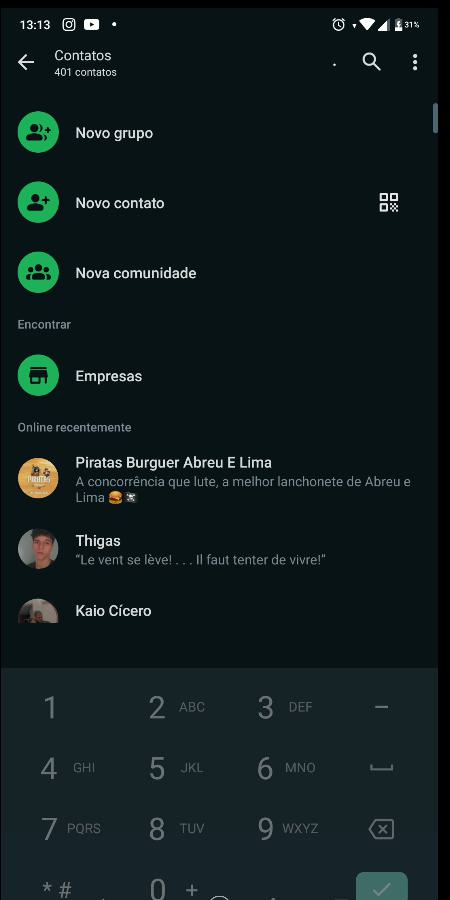 13:13 31%
Contatos
401 contatos
Novo grupo
Novo contato
Nova comunidade
Encontrar
Empresas
Online recentemente
Piratas Burguer Abreu E Lima
A concorrência que lute, a melhor lanchonete de Abreu e
Lima 🍔🏴‍☠️
Thigas
“Le vent se lève! . . . Il faut tenter de vivre!”
Kaio Cícero
1 2 ABC 3 DEF –
4 GHI 5 JKL 6 MNO
7 PQRS 8 TUV 9 WXYZ
* # 0 +